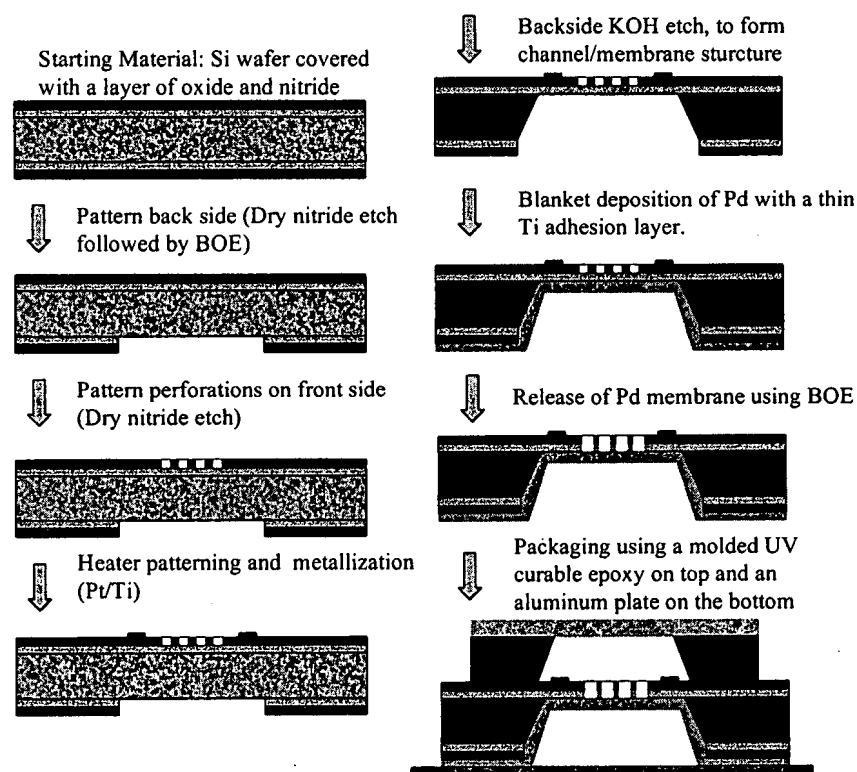 Starting Material: Si wafer covered
with a layer of oxide and nitride
Pattern back side (Dry nitride etch
followed by BOE)
Pattern perforations on front side
(Dry nitride etch)
Heater patterning and metallization
(Pt/Ti)
Backside KOH etch, to form
channel/membrane sturcture
Blanket deposition of Pd with a thin
Ti adhesion layer.
Release of Pd membrane using BOE
Packaging using a molded UV
curable epoxy on top and an
aluminum plate on the bottom